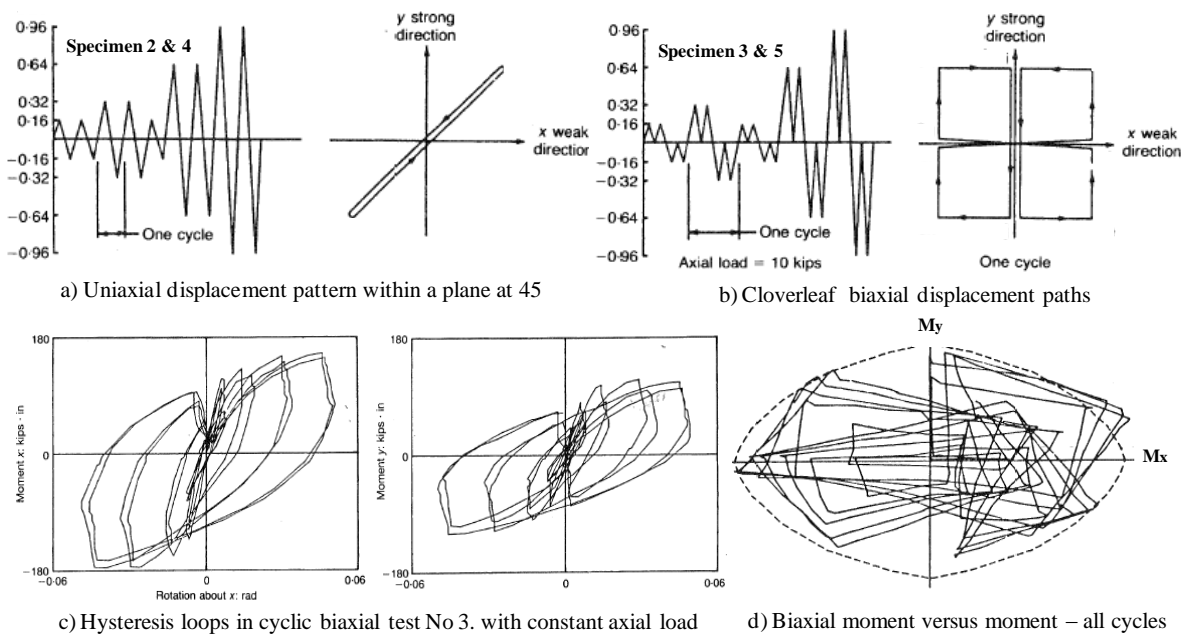 0·96
0·64
0·32
0·16
−0·16
−0·32
−0·64
−0·96
Specimen 2 & 4
One cycle
y strong
direction
x weak
direction
a) Uniaxial displacement pattern within a plane at 45
0·96
0·64
0·32
0·16
−0·16
−0·32
−0·64
−0·96
Specimen 3 & 5
One cycle
Axial load = 10 kips
y strong
direction
x weak
direction
One cycle
b) Cloverleaf biaxial displacement paths
180
0
−180
Moment x: kips · in
−0·06
0
0·06
Rotation about x: rad
180
0
−180
Moment y: kips · in
−0·06
0
0·06
c) Hysteresis loops in cyclic biaxial test No 3. with constant axial load
My
Mx
d) Biaxial moment versus moment – all cycles